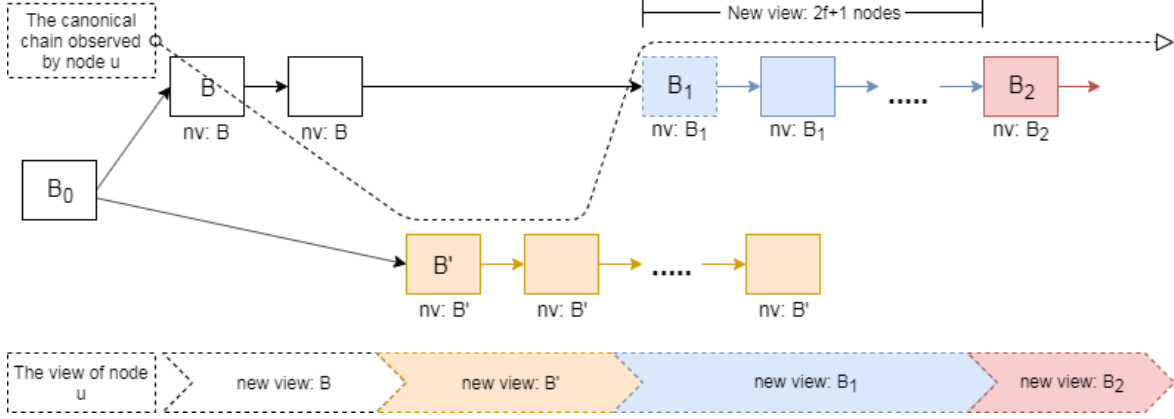 The canonical
chain observed
by node u
New view: 2f+1 nodes
B
B₁
.....
B₂
nv: B
nv: B
nv: B₁
nv: B₁
nv: B₂
B₀
B'
.....
nv: B'
nv: B'
nv: B'
The view of node
u
new view: B
new view: B'
new view: B₁
new view: B₂